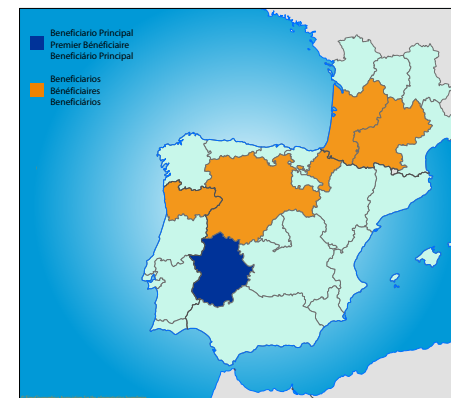 Beneficiario Principal
Premier Bénéficiaire
Beneficiário Principal
Beneficiarios
Bénéficiaires
Beneficiários